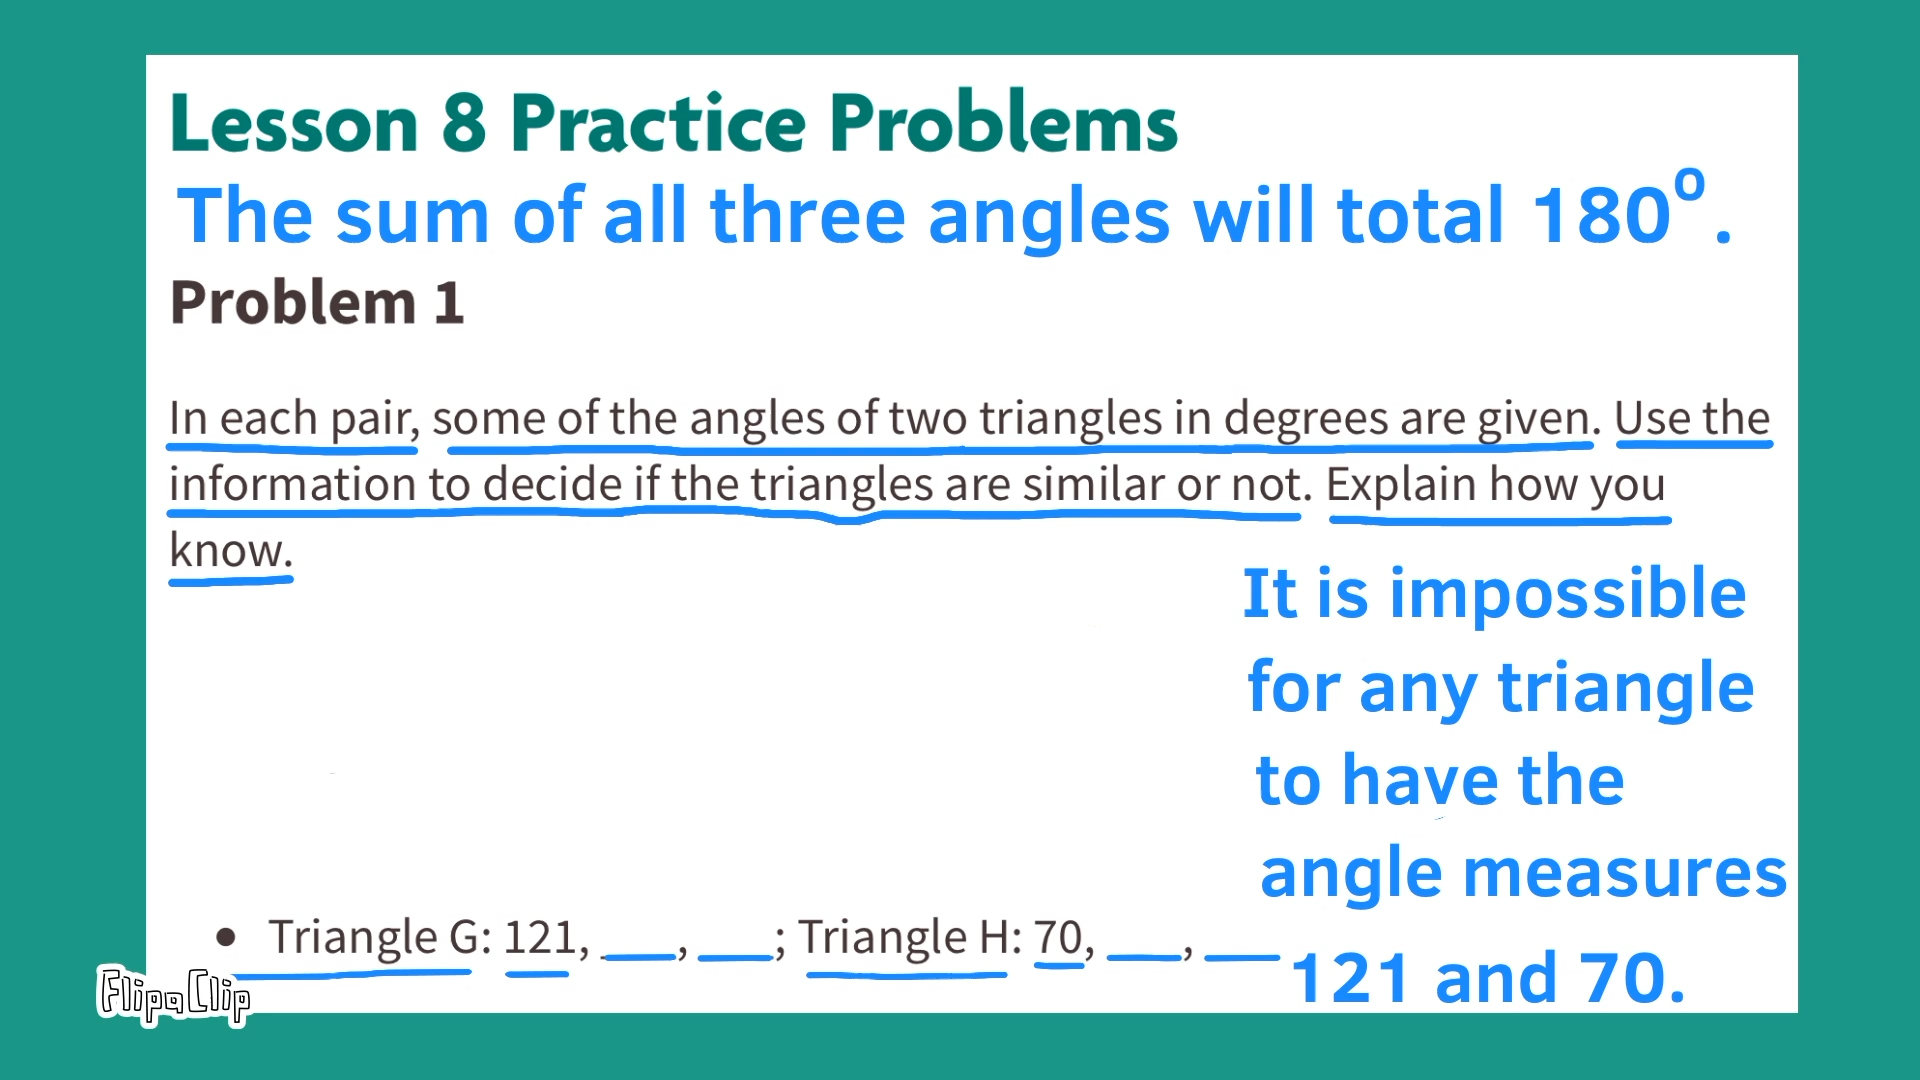 Lesson 8 Practice Problems
The sum of all three angles will total 180°.
Problem 1
In each pair, some of the angles of two triangles in degrees are given. Use the
information to decide if the triangles are similar or not. Explain how you
know.
It is impossible
for any triangle
to have the
angle measures
121 and 70.
• Triangle G: 121, ___, ___; Triangle H: 70, ___, ___
FlipaClip